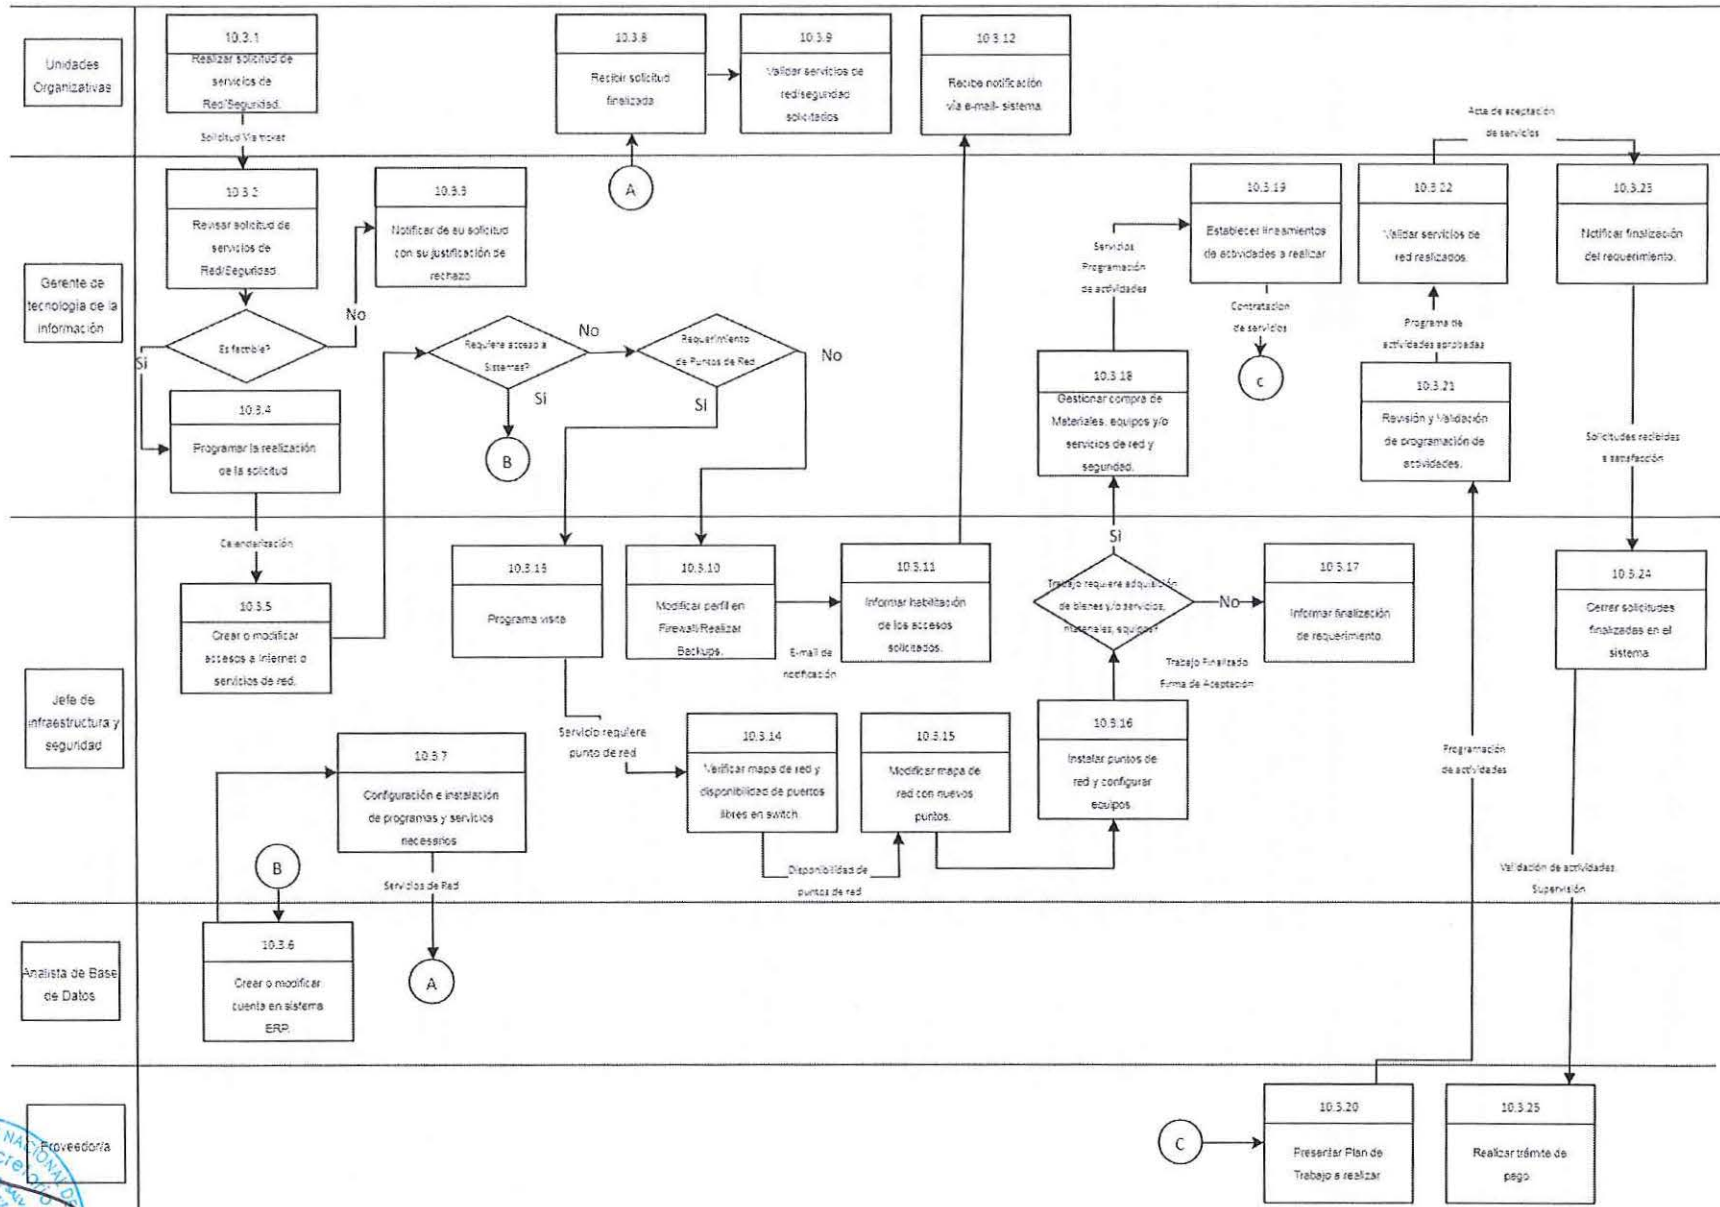 Unidades
Organizativas
10.3.1
Realizar solicitud de
servicios de
Red/Seguridad.
Solicitud Via ticket
10.3.8
Recibir solicitud
finalizada
10.3.9
Validar servicios de
red/seguridad
solicitados
10.3.12
Recibe notificación
vía e-mail- sistema
A
Acta de aceptación
de servicios
Gerente de
tecnología de la
información
10.3.2
Revisar solicitud de
servicios de
Red/Seguridad
10.3.3
Notificar de su solicitud
con su justificación de
rechazo
Es factible?
No
Si
10.3.4
Programar la realización
de la solicitud
Calendarización
Requiere acceso a
Sistemas?
No
Si
B
Requerimiento
de Puntos de Red
No
Si
Servicios
Programación
de actividades
10.3.18
Gestionar compra de
Materiales, equipos y/o
servicios de red y
seguridad.
10.3.19
Establecer lineamientos
de actividades a realizar
Contratacion
de servicios
c
10.3.22
Validar servicios de
red realizados.
Programa de
actividades aprobadas
10.3.21
Revisión y Validación
de programación de
actividades.
10.3.23
Notificar finalización
del requerimiento.
Solicitudes recibidas
a satisfacción
Jefe de
infraestructura y
seguridad
10.3.5
Crear o modificar
accesos a Internet o
servicios de red.
10.3.13
Programa visita
10.3.10
Modificar perfil en
Firewall/Realizar
Backups.
E-mail de
notificación
10.3.11
Informar habilitación
de los accesos
solicitados.
Si
Trabajo requiere adquisición
de bienes y/o servicios,
materiales, equipos?
No
10.3.17
Informar finalización
de requerimiento
Trabajo Finalizado
Firma de Aceptación
10.3.24
Cerrar solicitudes
finalizadas en el
sistema
10.3.7
Configuración e instalación
de programas y servicios
necesarios
Servicios de Red
B
Servicio requiere
punto de red
10.3.14
Verificar mapa de red y
disponibilidad de puertos
libres en switch
Disponibilidad de
puntos de red
10.3.15
Modificar mapa de
red con nuevos
puntos.
10.3.16
Instalar puntos de
red y configurar
equipos
Programación
de actividades
Validación de actividades
Supervisión
Analista de Base
de Datos
10.3.6
Crear o modificar
cuenta en sistema
ERP.
A
Proveedor/a
C
10.3.20
Presentar Plan de
Trabajo a realizar
10.3.25
Realizar trámite de
pago
NACIONAL DE